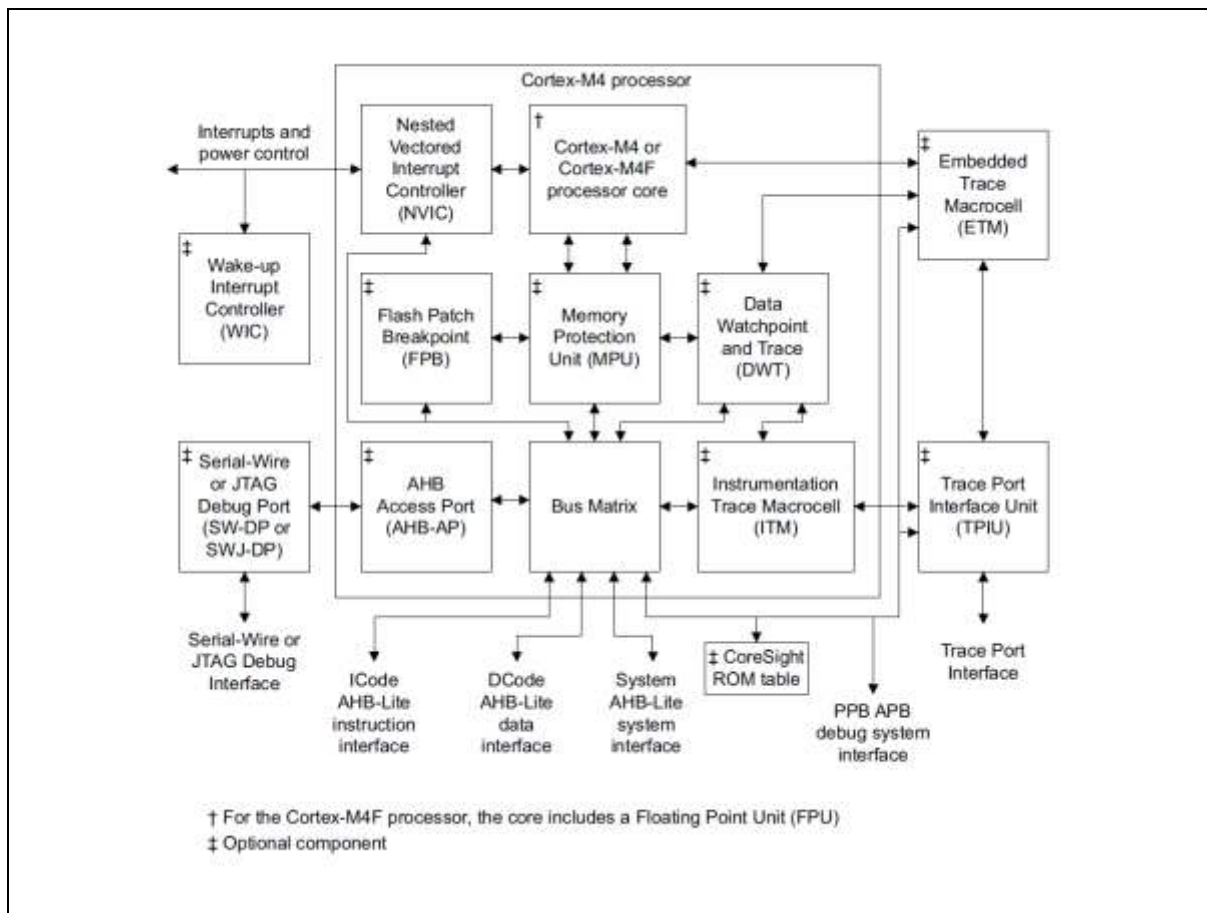 Cortex-M4 processor
Interrupts and
power control
Nested
Vectored
Interrupt
Controller
(NVIC)
†
Cortex-M4 or
Cortex-M4F
processor core
‡
Embedded
Trace
Macrocell
(ETM)
‡
Wake-up
Interrupt
Controller
(WIC)
‡
Flash Patch
Breakpoint
(FPB)
‡
Memory
Protection
Unit (MPU)
‡
Data
Watchpoint
and Trace
(DWT)
‡
Serial-Wire
or JTAG
Debug Port
(SW-DP or
SWJ-DP)
‡
AHB
Access Port
(AHB-AP)
Bus Matrix
‡
Instrumentation
Trace Macrocell
(ITM)
‡
Trace Port
Interface Unit
(TPIU)
Serial-Wire or
JTAG Debug
Interface
ICode
AHB-Lite
instruction
interface
DCode
AHB-Lite
data
interface
System
AHB-Lite
system
interface
‡ CoreSight
ROM table
PPB APB
debug system
interface
Trace Port
Interface
† For the Cortex-M4F processor, the core includes a Floating Point Unit (FPU)
‡ Optional component